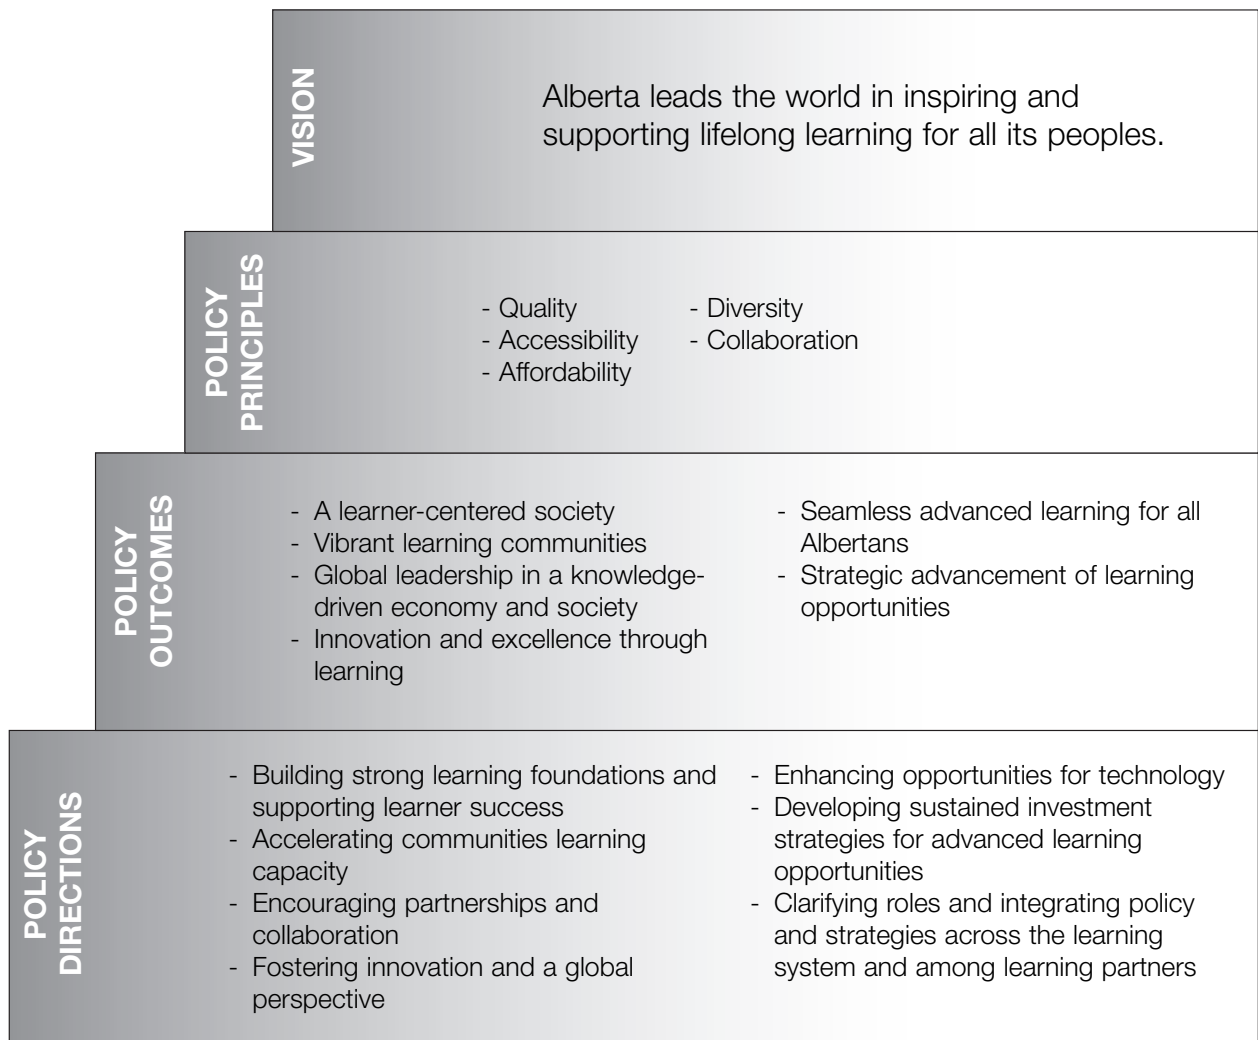 VISION
Alberta leads the world in inspiring and
supporting lifelong learning for all its peoples.
POLICY
PRINCIPLES
- Quality
- Accessibility
- Affordability
- Diversity
- Collaboration
POLICY
OUTCOMES
- A learner-centered society
- Vibrant learning communities
- Global leadership in a knowledge-
driven economy and society
- Innovation and excellence through
learning
- Seamless advanced learning for all
Albertans
- Strategic advancement of learning
opportunities
POLICY
DIRECTIONS
- Building strong learning foundations and
supporting learner success
- Accelerating communities learning
capacity
- Encouraging partnerships and
collaboration
- Fostering innovation and a global
perspective
- Enhancing opportunities for technology
- Developing sustained investment
strategies for advanced learning
opportunities
- Clarifying roles and integrating policy
and strategies across the learning
system and among learning partners